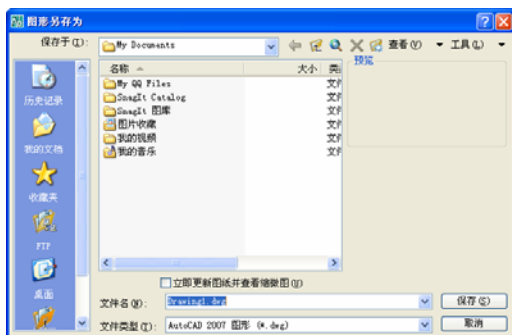 图形另存为
保存于(I):
My Documents
查看(V)
工具(L)
历史记录
我的文档
收藏夹
FTP
桌面
名称
大小
类
My QQ Files
文件
SnagIt Catalog
文件
SnagIt 图库
文件
图片收藏
文件
我的视频
文件
我的音乐
文件
预览
立即更新图纸并查看缩微图(U)
文件名(N):
Drawing1.dwg
保存(S)
文件类型(T):
AutoCAD 2007 图形 (*.dwg)
取消